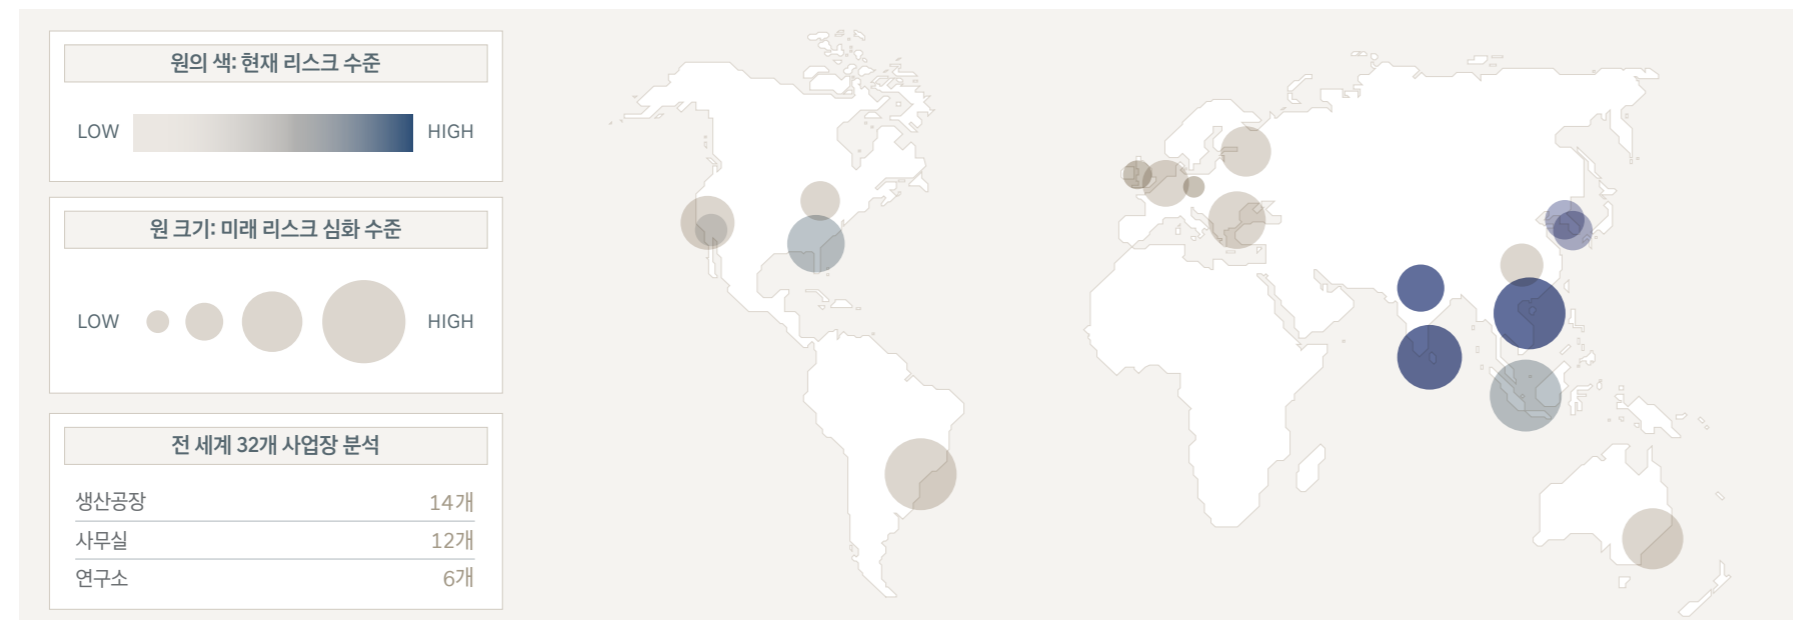 원의 색: 현재 리스크 수준
LOW HIGH
원 크기: 미래 리스크 심화 수준
LOW HIGH
전 세계 32개 사업장 분석
생산공장 14개
사무실 12개
연구소 6개